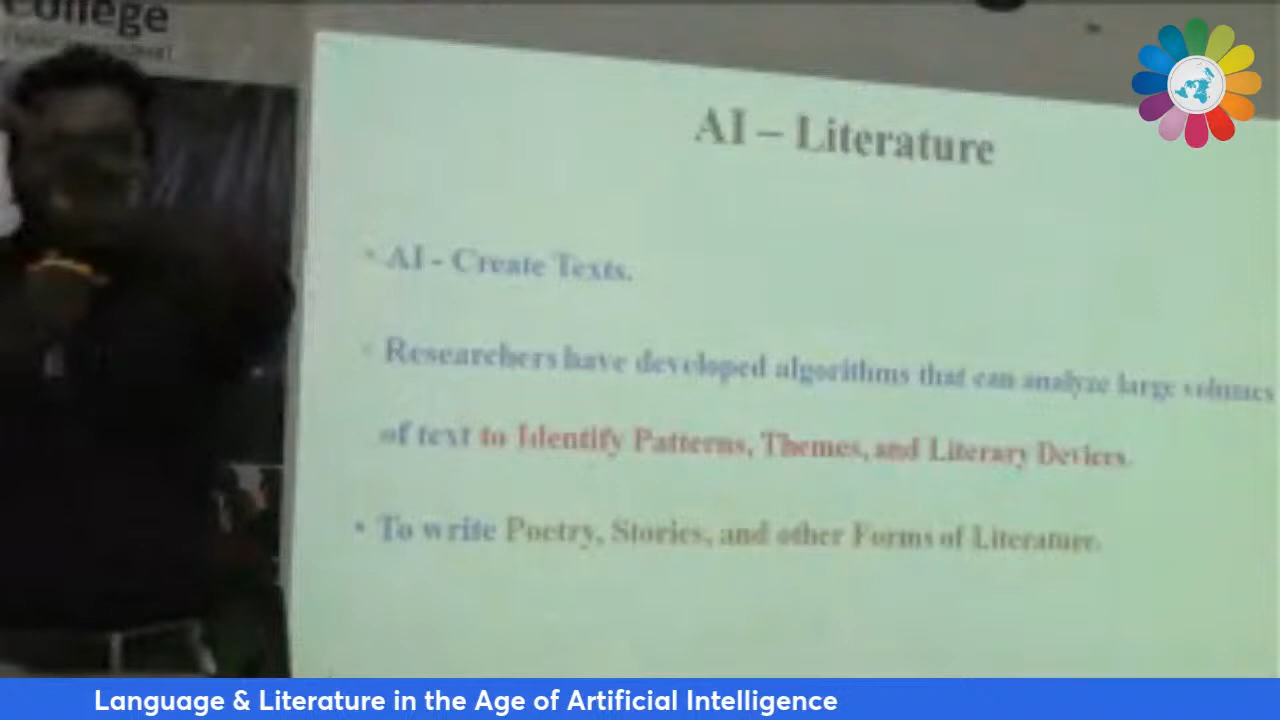 College
AI – Literature
• AI - Create Texts.
• Researchers have developed algorithms that can analyze large volumes
of text to Identify Patterns, Themes, and Literary Devices.
• To write Poetry, Stories, and other Forms of Literature.
Language & Literature in the Age of Artificial Intelligence